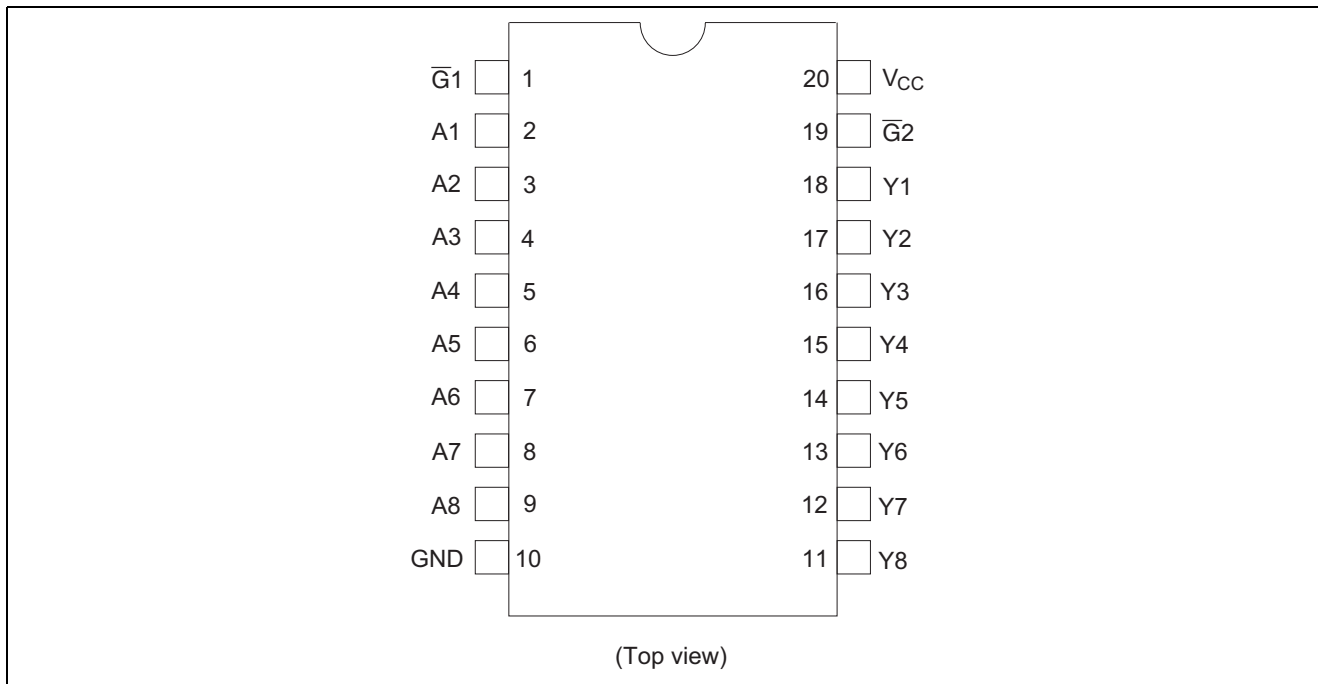 G̅1 1 20 VCC
A1 2 19 G̅2
A2 3 18 Y1
A3 4 17 Y2
A4 5 16 Y3
A5 6 15 Y4
A6 7 14 Y5
A7 8 13 Y6
A8 9 12 Y7
GND 10 11 Y8
(Top view)